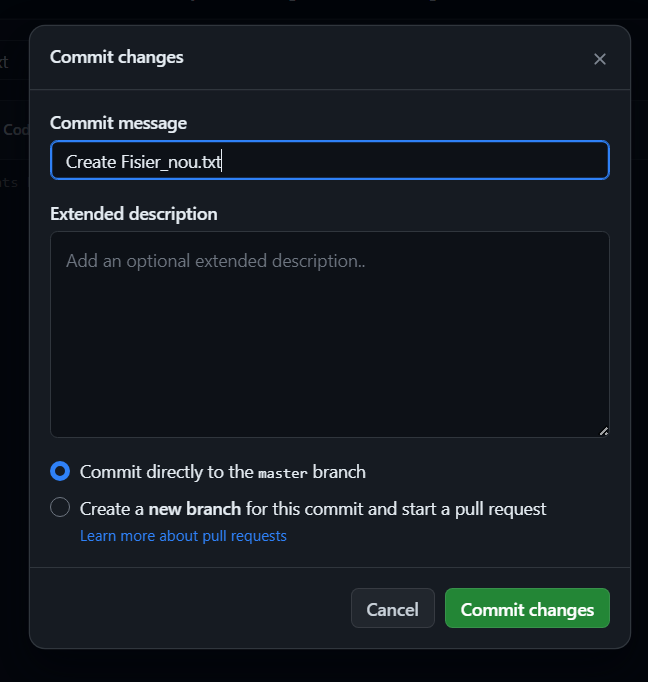 Commit changes
Commit message
Create Fisier_nou.txt
Extended description
Add an optional extended description..
Commit directly to the master branch
Create a new branch for this commit and start a pull request
Learn more about pull requests
Cancel
Commit changes